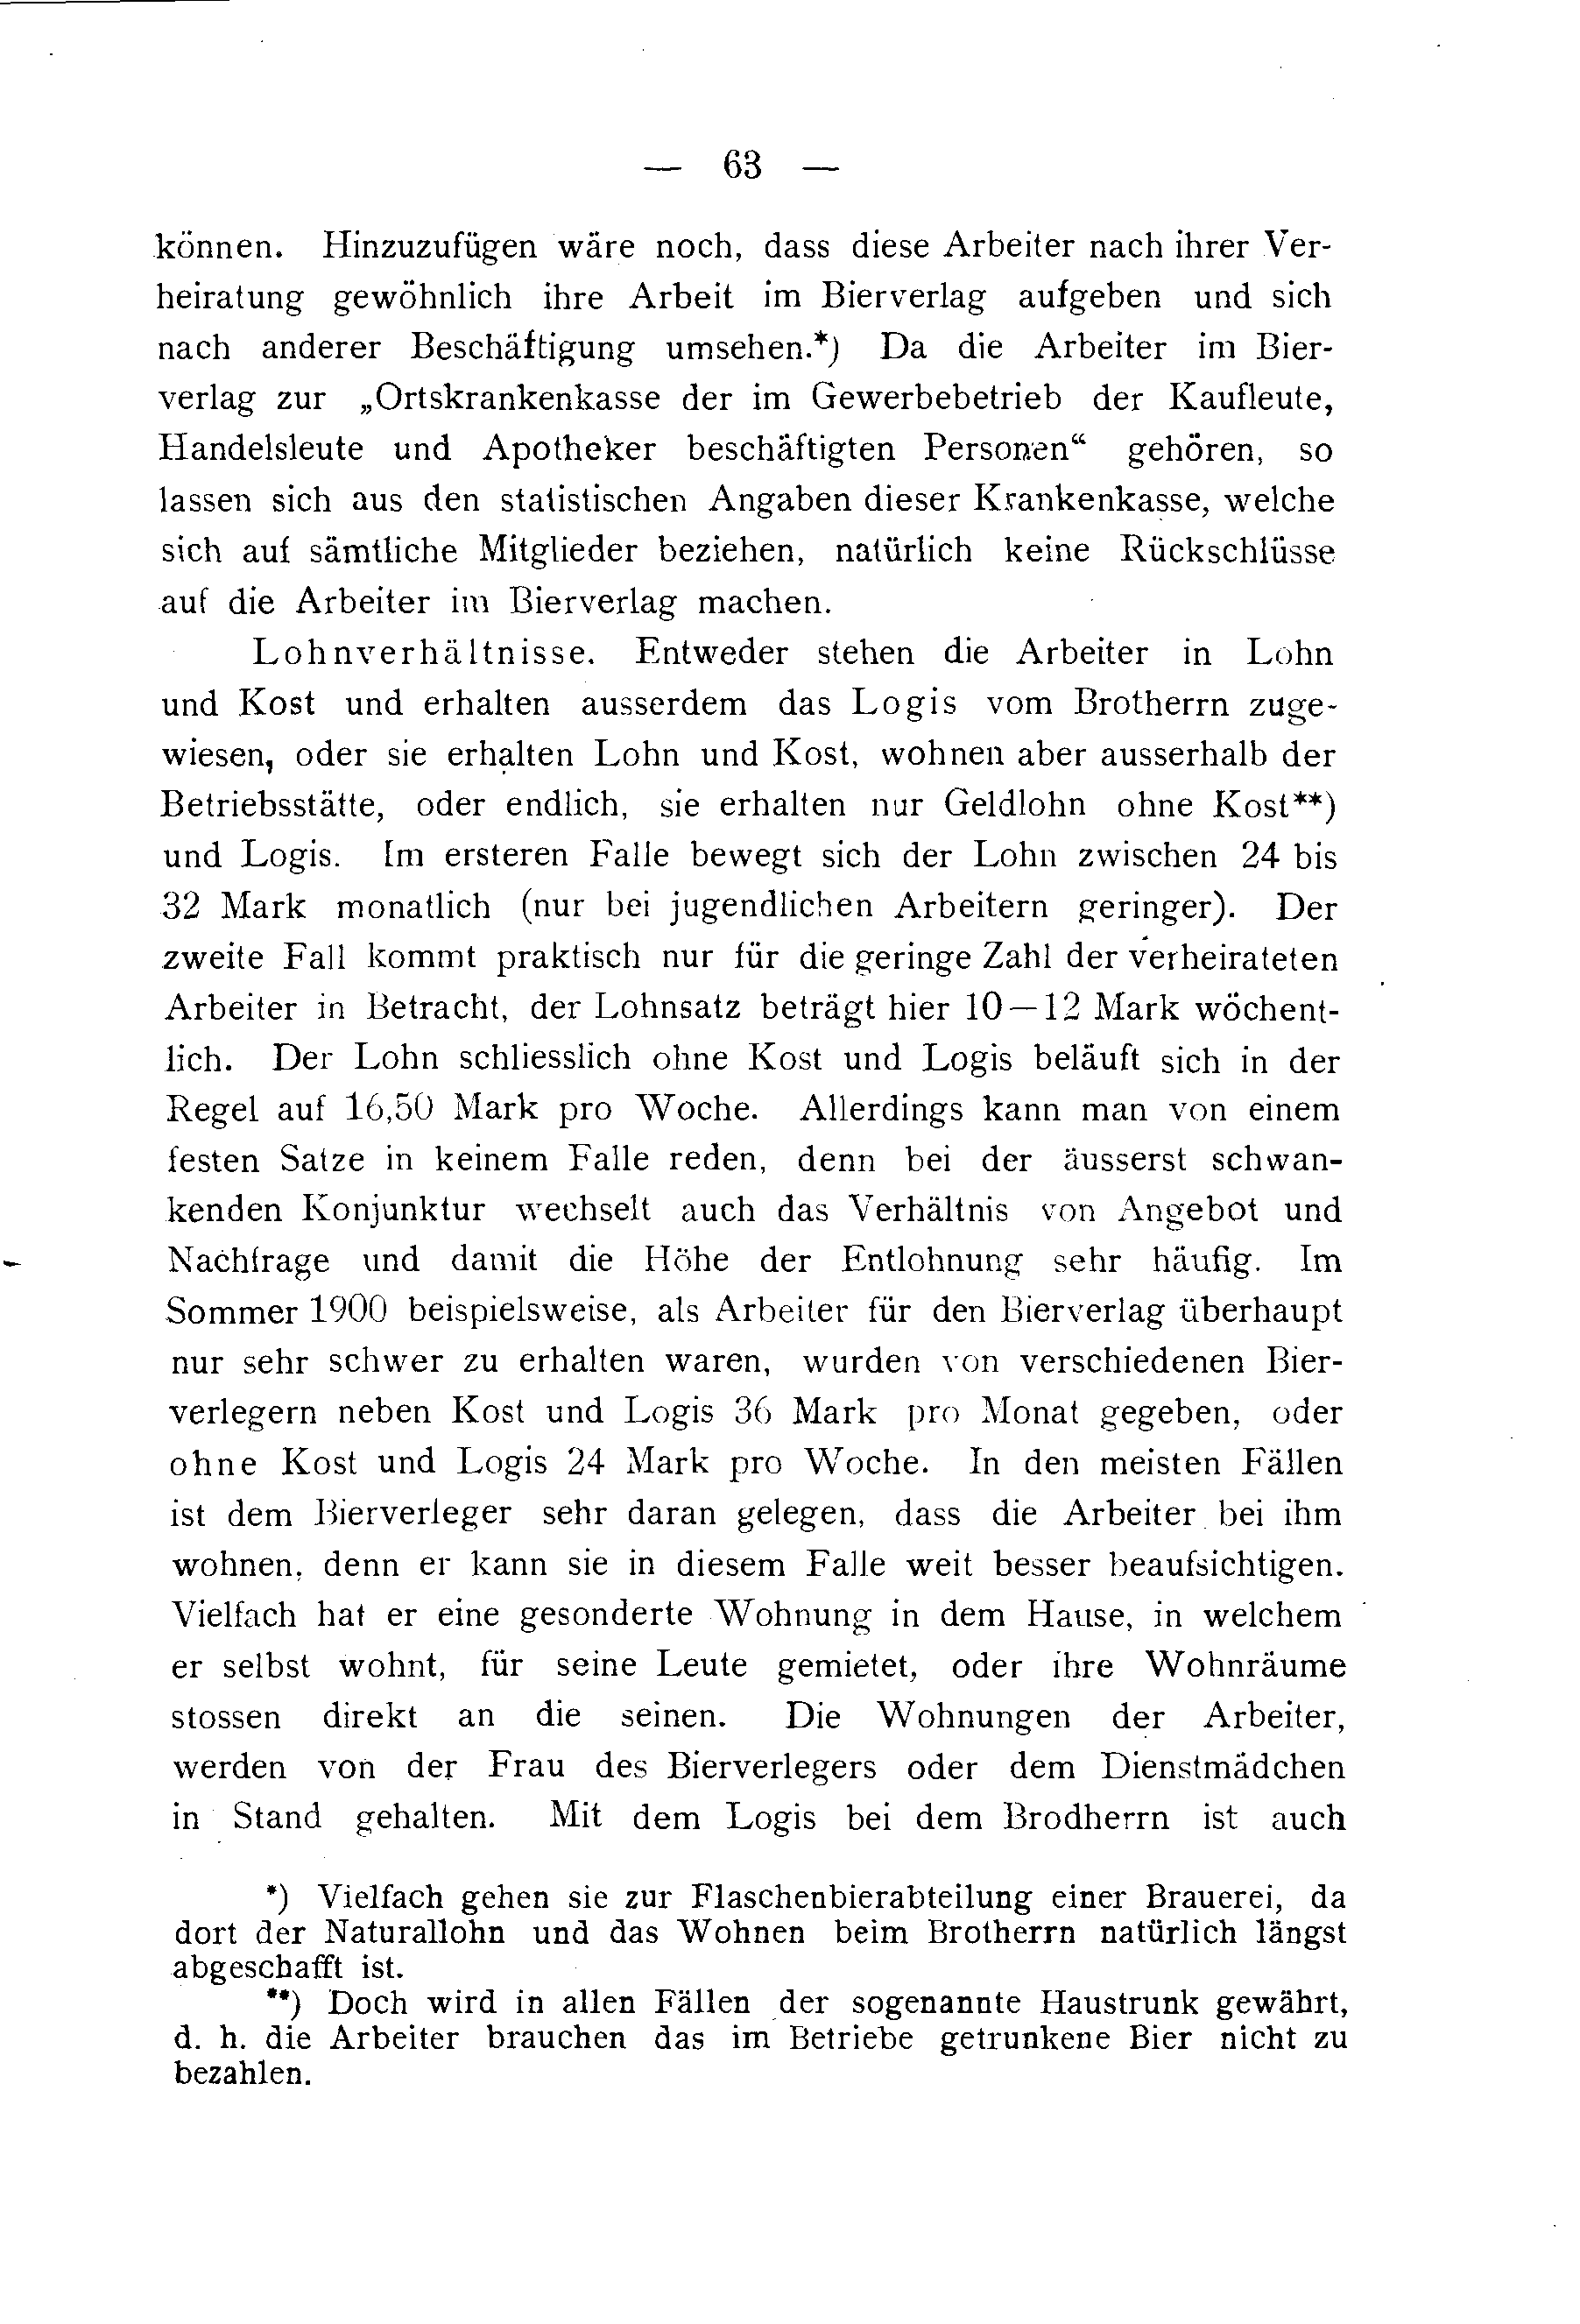 — 63 —
können. Hinzuzufügen wäre noch, dass diese Arbeiter nach ihrer Ver-
heiratung gewöhnlich ihre Arbeit im Bierverlag aufgeben und sich
nach anderer Beschäftigung umsehen.*) Da die Arbeiter im Bier-
verlag zur „Ortskrankenkasse der im Gewerbebetrieb der Kaufleute,
Handelsleute und Apotheker beschäftigten Personen“ gehören, so
lassen sich aus den statistischen Angaben dieser Krankenkasse, welche
sich auf sämtliche Mitglieder beziehen, natürlich keine Rückschlüsse
auf die Arbeiter im Bierverlag machen.
Lohnverhältnisse. Entweder stehen die Arbeiter in Lohn
und Kost und erhalten ausserdem das Logis vom Brotherrn zuge-
wiesen, oder sie erhalten Lohn und Kost, wohnen aber ausserhalb der
Betriebsstätte, oder endlich, sie erhalten nur Geldlohn ohne Kost**)
und Logis. Im ersteren Falle bewegt sich der Lohn zwischen 24 bis
32 Mark monatlich (nur bei jugendlichen Arbeitern geringer). Der
zweite Fall kommt praktisch nur für die geringe Zahl der verheirateten
Arbeiter in Betracht, der Lohnsatz beträgt hier 10—12 Mark wöchent-
lich. Der Lohn schliesslich ohne Kost und Logis beläuft sich in der
Regel auf 16,50 Mark pro Woche. Allerdings kann man von einem
festen Satze in keinem Falle reden, denn bei der äusserst schwan-
kenden Konjunktur wechselt auch das Verhältnis von Angebot und
Nachfrage und damit die Höhe der Entlohnung sehr häufig. Im
Sommer 1900 beispielsweise, als Arbeiter für den Bierverlag überhaupt
nur sehr schwer zu erhalten waren, wurden von verschiedenen Bier-
verlegern neben Kost und Logis 36 Mark pro Monat gegeben, oder
ohne Kost und Logis 24 Mark pro Woche. In den meisten Fällen
ist dem Bierverleger sehr daran gelegen, dass die Arbeiter bei ihm
wohnen, denn er kann sie in diesem Falle weit besser beaufsichtigen.
Vielfach hat er eine gesonderte Wohnung in dem Hause, in welchem
er selbst wohnt, für seine Leute gemietet, oder ihre Wohnräume
stossen direkt an die seinen. Die Wohnungen der Arbeiter,
werden von der Frau des Bierverlegers oder dem Dienstmädchen
in Stand gehalten. Mit dem Logis bei dem Brodherrn ist auch
*) Vielfach gehen sie zur Flaschenbierabteilung einer Brauerei, da
dort der Naturallohn und das Wohnen beim Brotherrn natürlich längst
abgeschafft ist.
**) Doch wird in allen Fällen der sogenannte Haustrunk gewährt,
d. h. die Arbeiter brauchen das im Betriebe getrunkene Bier nicht zu
bezahlen.